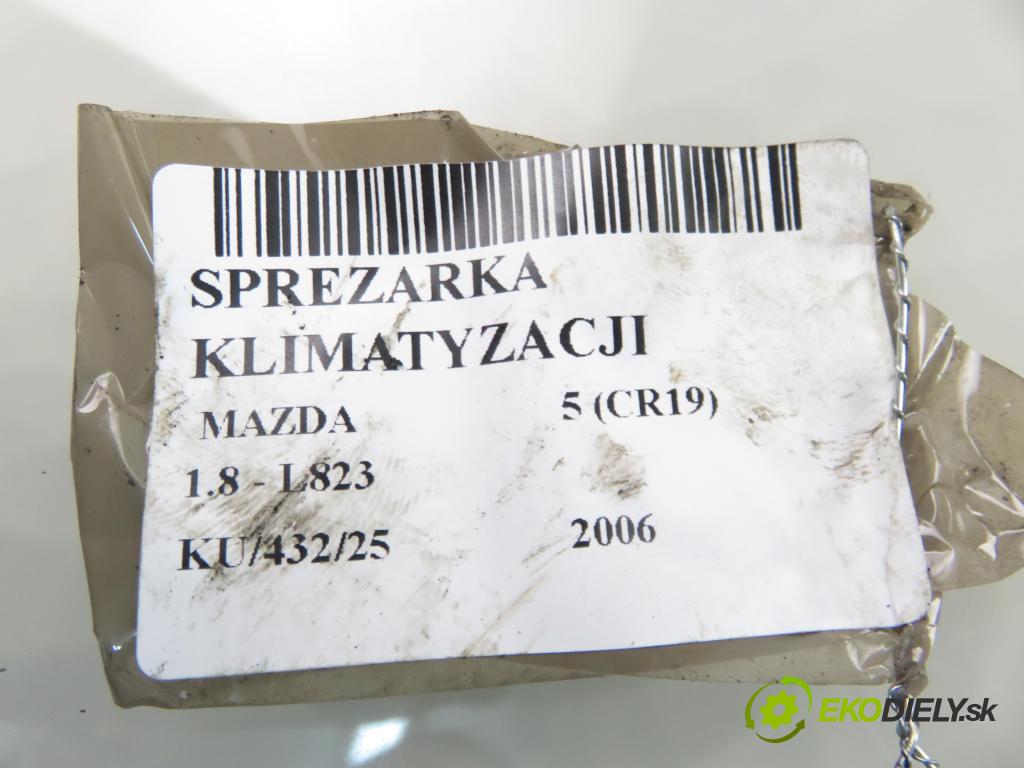 SPREZARKA
KLIMATYZACJI
MAZDA 5 (CR19)
1.8 - L823
KU/432/25 2006
EKODIELY.sk